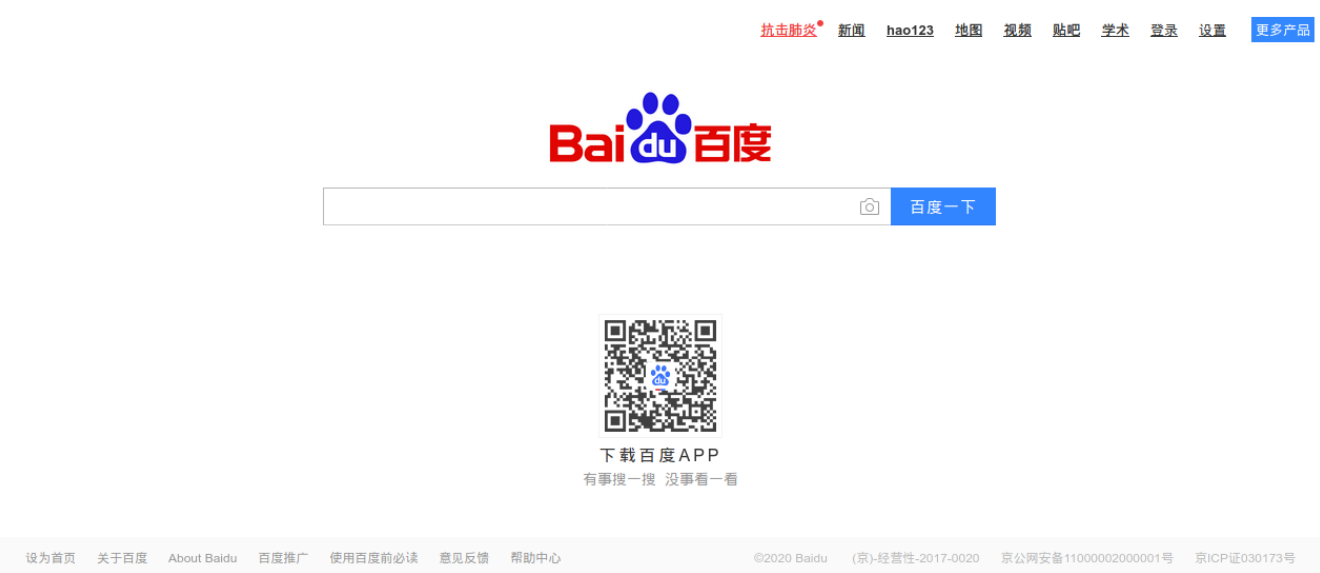 抗击肺炎 新闻 hao123 地图 视频 贴吧 学术 登录 设置 更多产品
Bai du 百度
百度一下
du
下载百度APP
有事搜一搜 没事看一看
设为首页 关于百度 About Baidu 百度推广 使用百度前必读 意见反馈 帮助中心 ©2020 Baidu (京)-经营性-2017-0020 京公网安备11000002000001号 京ICP证030173号